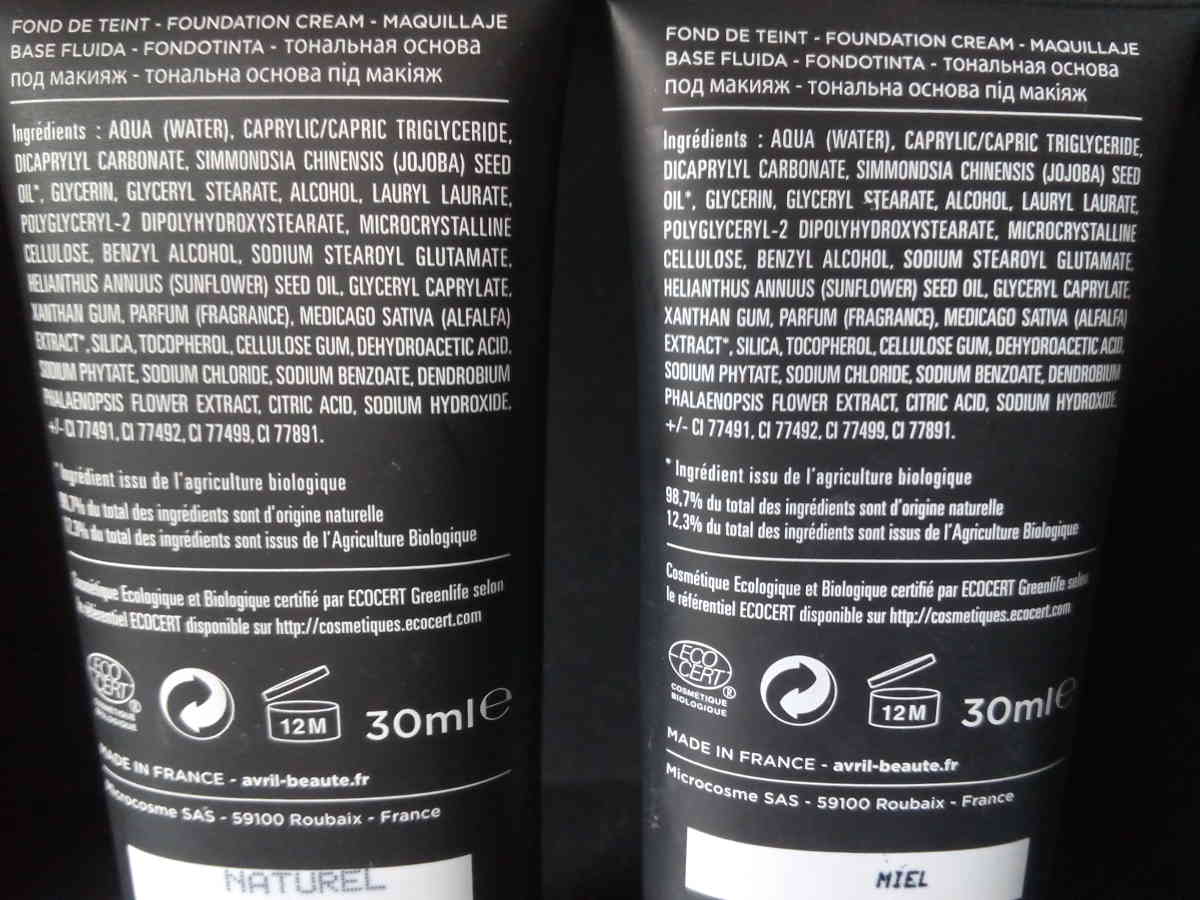 FOND DE TEINT - FOUNDATION CREAM - MAQUILLAJE
BASE FLUIDA - FONDOTINTA - тональная основа
под макияж - тональна основа під макіяж
Ingrédients : AQUA (WATER), CAPRYLIC/CAPRIC TRIGLYCERIDE,
DICAPRYLYL CARBONATE, SIMMONDSIA CHINENSIS (JOJOBA) SEED
OIL*, GLYCERIN, GLYCERYL STEARATE, ALCOHOL, LAURYL LAURATE,
POLYGLYCERYL-2 DIPOLYHYDROXYSTEARATE, MICROCRYSTALLINE
CELLULOSE, BENZYL ALCOHOL, SODIUM STEAROYL GLUTAMATE,
HELIANTHUS ANNUUS (SUNFLOWER) SEED OIL, GLYCERYL CAPRYLATE,
XANTHAN GUM, PARFUM (FRAGRANCE), MEDICAGO SATIVA (ALFALFA)
EXTRACT*, SILICA, TOCOPHEROL, CELLULOSE GUM, DEHYDROACETIC ACID,
SODIUM PHYTATE, SODIUM CHLORIDE, SODIUM BENZOATE, DENDROBIUM
PHALAENOPSIS FLOWER EXTRACT, CITRIC ACID, SODIUM HYDROXIDE,
+/- CI 77491, CI 77492, CI 77499, CI 77891.
* Ingrédient issu de l'agriculture biologique
98,7% du total des ingrédients sont d'origine naturelle
12,3% du total des ingrédients sont issus de l'Agriculture Biologique
Cosmétique Ecologique et Biologique certifié par ECOCERT Greenlife selon
le référentiel ECOCERT disponible sur http://cosmetiques.ecocert.com
ECO
CERT®
COSMÉTIQUE
BIOLOGIQUE
12M
30ml e
MADE IN FRANCE - avril-beaute.fr
Microcosme SAS - 59100 Roubaix - France
NATUREL
FOND DE TEINT - FOUNDATION CREAM - MAQUILLAJE
BASE FLUIDA - FONDOTINTA - тональная основа
под макияж - тональна основа під макіяж
Ingrédients : AQUA (WATER), CAPRYLIC/CAPRIC TRIGLYCERIDE,
DICAPRYLYL CARBONATE, SIMMONDSIA CHINENSIS (JOJOBA) SEED
OIL*, GLYCERIN, GLYCERYL STEARATE, ALCOHOL, LAURYL LAURATE,
POLYGLYCERYL-2 DIPOLYHYDROXYSTEARATE, MICROCRYSTALLINE
CELLULOSE, BENZYL ALCOHOL, SODIUM STEAROYL GLUTAMATE,
HELIANTHUS ANNUUS (SUNFLOWER) SEED OIL, GLYCERYL CAPRYLATE,
XANTHAN GUM, PARFUM (FRAGRANCE), MEDICAGO SATIVA (ALFALFA)
EXTRACT*, SILICA, TOCOPHEROL, CELLULOSE GUM, DEHYDROACETIC ACID,
SODIUM PHYTATE, SODIUM CHLORIDE, SODIUM BENZOATE, DENDROBIUM
PHALAENOPSIS FLOWER EXTRACT, CITRIC ACID, SODIUM HYDROXIDE,
+/- CI 77491, CI 77492, CI 77499, CI 77891.
* Ingrédient issu de l'agriculture biologique
98,7% du total des ingrédients sont d'origine naturelle
12,3% du total des ingrédients sont issus de l'Agriculture Biologique
Cosmétique Ecologique et Biologique certifié par ECOCERT Greenlife selon
le référentiel ECOCERT disponible sur http://cosmetiques.ecocert.com
ECO
CERT®
COSMÉTIQUE
BIOLOGIQUE
12M
30ml e
MADE IN FRANCE - avril-beaute.fr
Microcosme SAS - 59100 Roubaix - France
MIEL